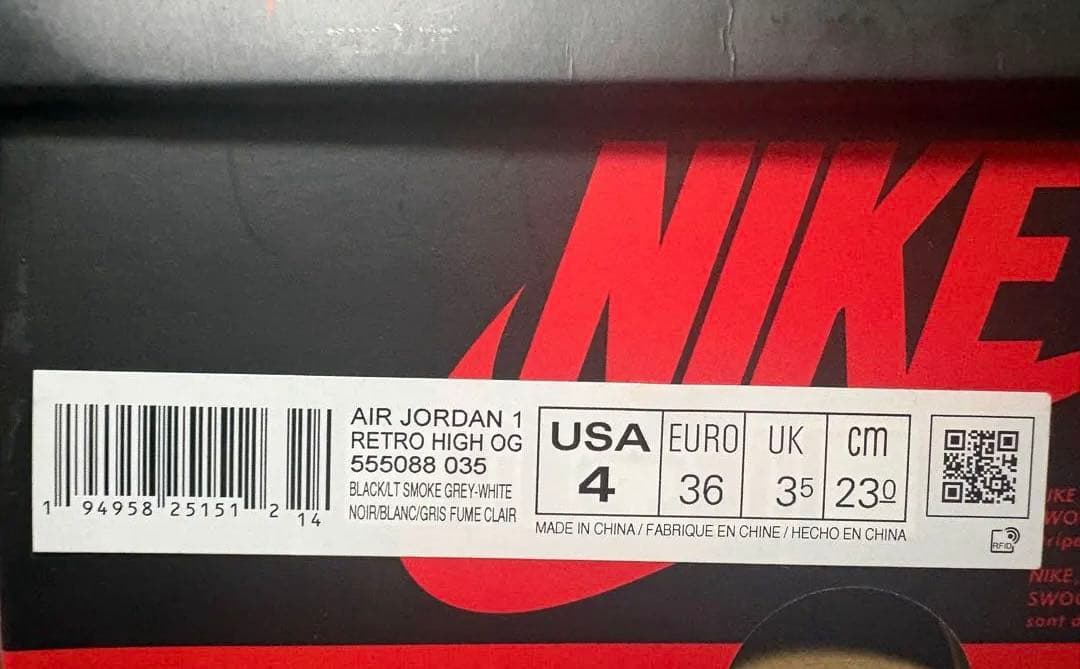 NIKE
AIR JORDAN 1
RETRO HIGH OG
555088 035
BLACK/LT SMOKE GREY-WHITE
NOIR/BLANC/GRIS FUME CLAIR
1 94958 25151 2 14
USA EURO UK cm
4 36 35 230
MADE IN CHINA / FABRIQUE EN CHINE / HECHO EN CHINA
RFID
NIKE,